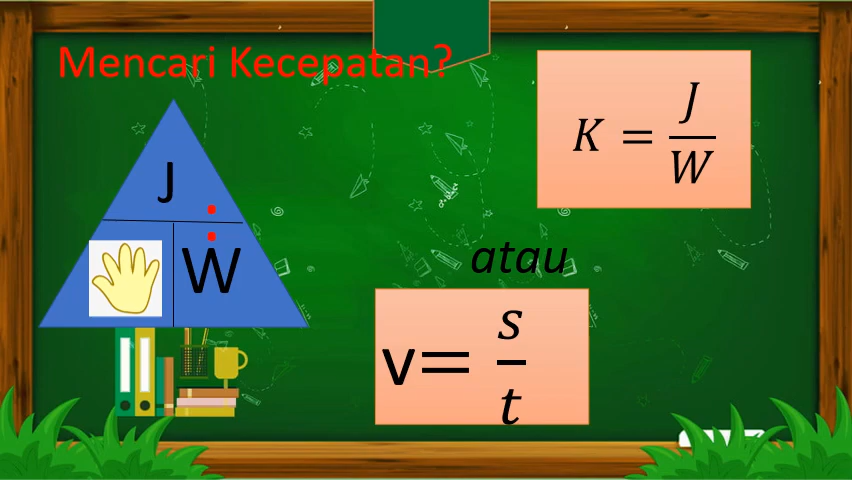 Mencari Kecepatan?
J
:
W
K = J/W
atau
v= s/t